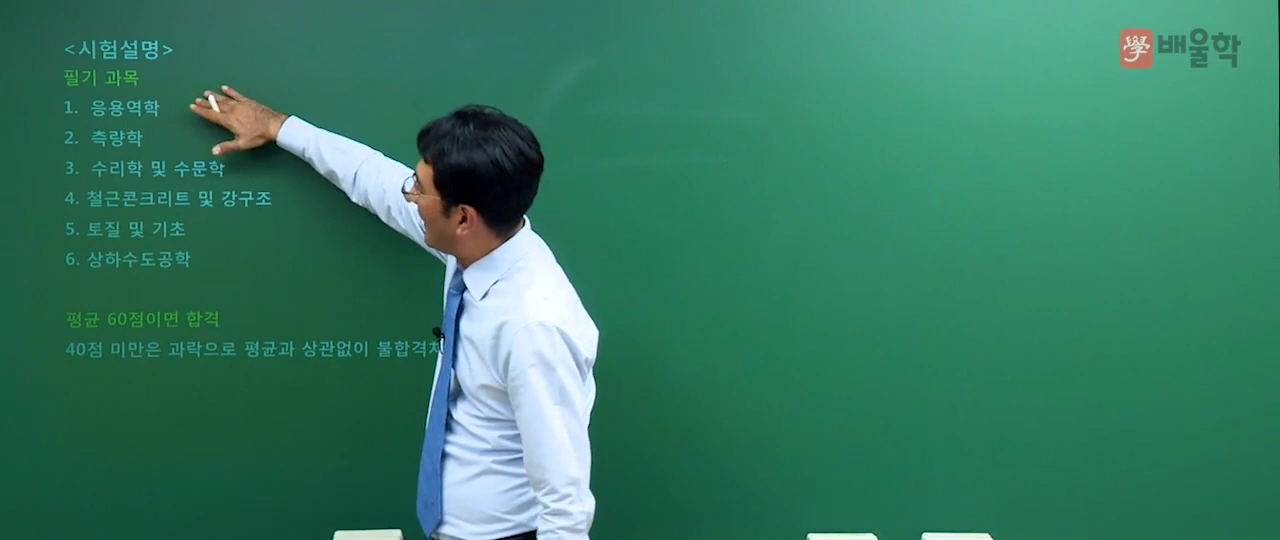 <시험설명>
필기 과목
1. 응용역학
2. 측량학
3. 수리학 및 수문학
4. 철근콘크리트 및 강구조
5. 토질 및 기초
6. 상하수도공학
평균 60점이면 합격
40점 미만은 과락으로 평균과 상관없이 불합격처
學 배울학